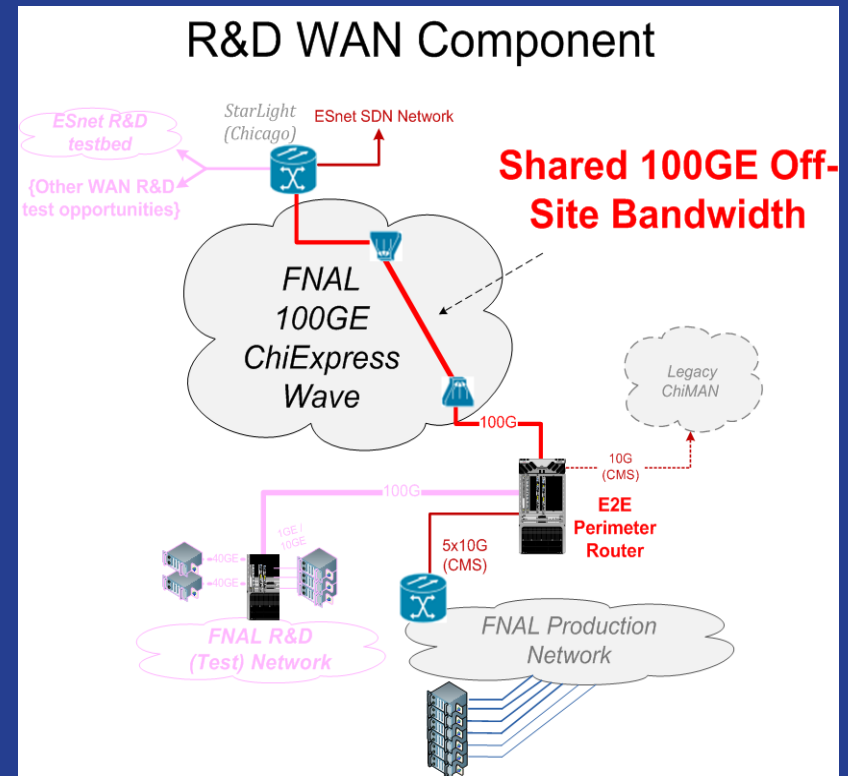 R&D WAN Component
StarLight
(Chicago)
ESnet SDN Network
ESnet R&D
testbed
{Other WAN R&D
test opportunities}
Shared 100GE Off-
Site Bandwidth
FNAL
100GE
ChiExpress
Wave
Legacy
ChiMAN
100G
10G
(CMS)
E2E
Perimeter
Router
100G
5x10G
(CMS)
1GE /
10GE
40GE
40GE
FNAL R&D
(Test) Network
FNAL Production
Network